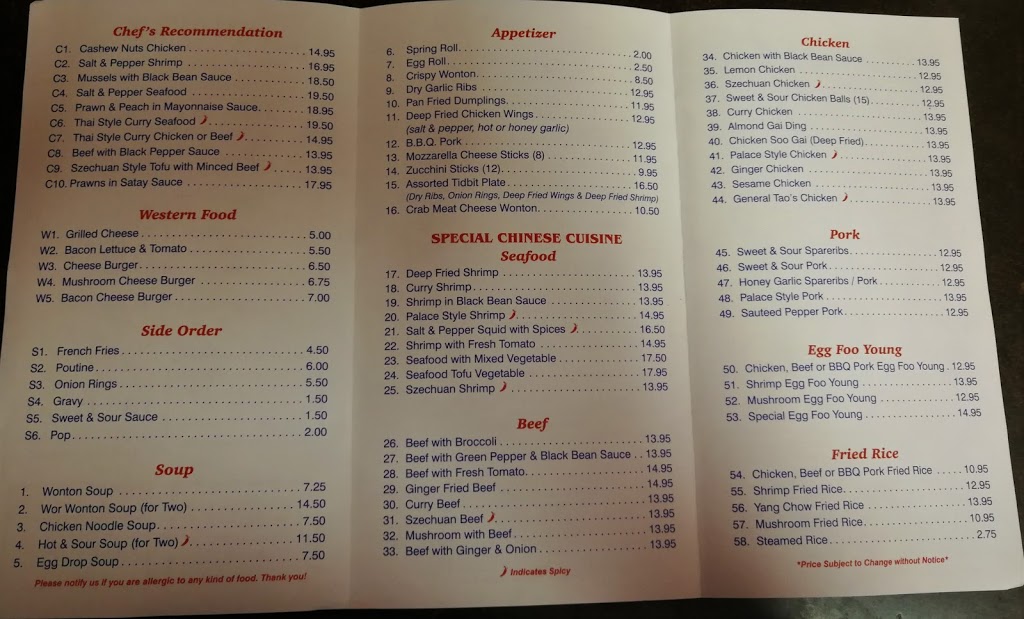 Chef's Recommendation
C1. Cashew Nuts Chicken 14.95
C2. Salt & Pepper Shrimp 16.95
C3. Mussels with Black Bean Sauce 18.50
C4. Salt & Pepper Seafood 19.50
C5. Prawn & Peach in Mayonnaise Sauce 18.95
C6. Thai Style Curry Seafood 19.50
C7. Thai Style Curry Chicken or Beef 14.95
C8. Beef with Black Pepper Sauce 13.95
C9. Szechuan Style Tofu with Minced Beef 13.95
C10. Prawns in Satay Sauce 17.95
Western Food
W1. Grilled Cheese 5.00
W2. Bacon Lettuce & Tomato 5.50
W3. Cheese Burger 6.50
W4. Mushroom Cheese Burger 6.75
W5. Bacon Cheese Burger 7.00
Side Order
S1. French Fries 4.50
S2. Poutine 6.00
S3. Onion Rings 5.50
S4. Gravy 1.50
S5. Sweet & Sour Sauce 1.50
S6. Pop 2.00
Soup
1. Wonton Soup 7.25
2. Wor Wonton Soup (for Two) 14.50
3. Chicken Noodle Soup 7.50
4. Hot & Sour Soup (for Two) 11.50
5. Egg Drop Soup 7.50
Please notify us if you are allergic to any kind of food. Thank you!
Appetizer
6. Spring Roll 2.00
7. Egg Roll 2.50
8. Crispy Wonton 8.50
9. Dry Garlic Ribs 12.95
10. Pan Fried Dumplings 11.95
11. Deep Fried Chicken Wings 12.95
(salt & pepper, hot or honey garlic)
12. B.B.Q. Pork 12.95
13. Mozzarella Cheese Sticks (8) 11.95
14. Zucchini Sticks (12) 9.95
15. Assorted Tidbit Plate 16.50
(Dry Ribs, Onion Rings, Deep Fried Wings & Deep Fried Shrimp)
16. Crab Meat Cheese Wonton 10.50
SPECIAL CHINESE CUISINE
Seafood
17. Deep Fried Shrimp 13.95
18. Curry Shrimp 13.95
19. Shrimp in Black Bean Sauce 13.95
20. Palace Style Shrimp 14.95
21. Salt & Pepper Squid with Spices 16.50
22. Shrimp with Fresh Tomato 14.95
23. Seafood with Mixed Vegetable 17.50
24. Seafood Tofu Vegetable 17.95
25. Szechuan Shrimp 13.95
Beef
26. Beef with Broccoli 13.95
27. Beef with Green Pepper & Black Bean Sauce 13.95
28. Beef with Fresh Tomato 14.95
29. Ginger Fried Beef 14.95
30. Curry Beef 13.95
31. Szechuan Beef 13.95
32. Mushroom with Beef 13.95
33. Beef with Ginger & Onion 13.95
Indicates Spicy
Chicken
34. Chicken with Black Bean Sauce 13.95
35. Lemon Chicken 12.95
36. Szechuan Chicken 12.95
37. Sweet & Sour Chicken Balls (15) 12.95
38. Curry Chicken 13.95
39. Almond Gai Ding 13.95
40. Chicken Soo Gai (Deep Fried) 13.95
41. Palace Style Chicken 13.95
42. Ginger Chicken 13.95
43. Sesame Chicken 13.95
44. General Tao's Chicken 13.95
Pork
45. Sweet & Sour Spareribs 12.95
46. Sweet & Sour Pork 12.95
47. Honey Garlic Spareribs / Pork 12.95
48. Palace Style Pork 13.95
49. Sauteed Pepper Pork 12.95
Egg Foo Young
50. Chicken, Beef or BBQ Pork Egg Foo Young 12.95
51. Shrimp Egg Foo Young 13.95
52. Mushroom Egg Foo Young 12.95
53. Special Egg Foo Young 14.95
Fried Rice
54. Chicken, Beef or BBQ Pork Fried Rice 10.95
55. Shrimp Fried Rice 12.95
56. Yang Chow Fried Rice 13.95
57. Mushroom Fried Rice 10.95
58. Steamed Rice 2.75
*Price Subject to Change without Notice*